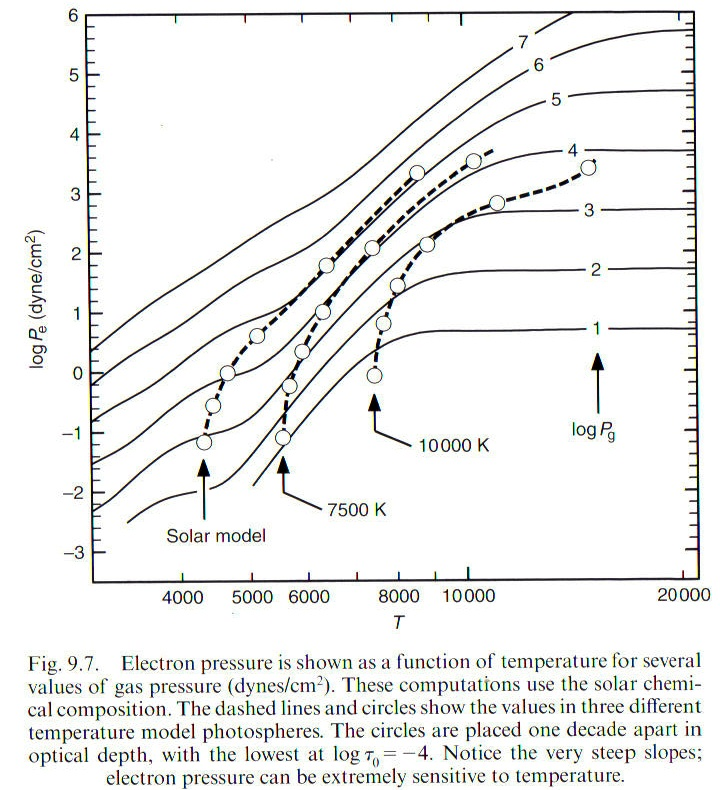 6
5
4
3
2
1
0
−1
−2
−3
log Pe (dyne/cm²)
7
6
5
4
3
2
1
log Pg
10000 K
7500 K
Solar model
4000 5000 6000 8000 10000 20000
T
Fig. 9.7. Electron pressure is shown as a function of temperature for several
values of gas pressure (dynes/cm²). These computations use the solar chemi-
cal composition. The dashed lines and circles show the values in three different
temperature model photospheres. The circles are placed one decade apart in
optical depth, with the lowest at log τ₀ = −4. Notice the very steep slopes;
electron pressure can be extremely sensitive to temperature.